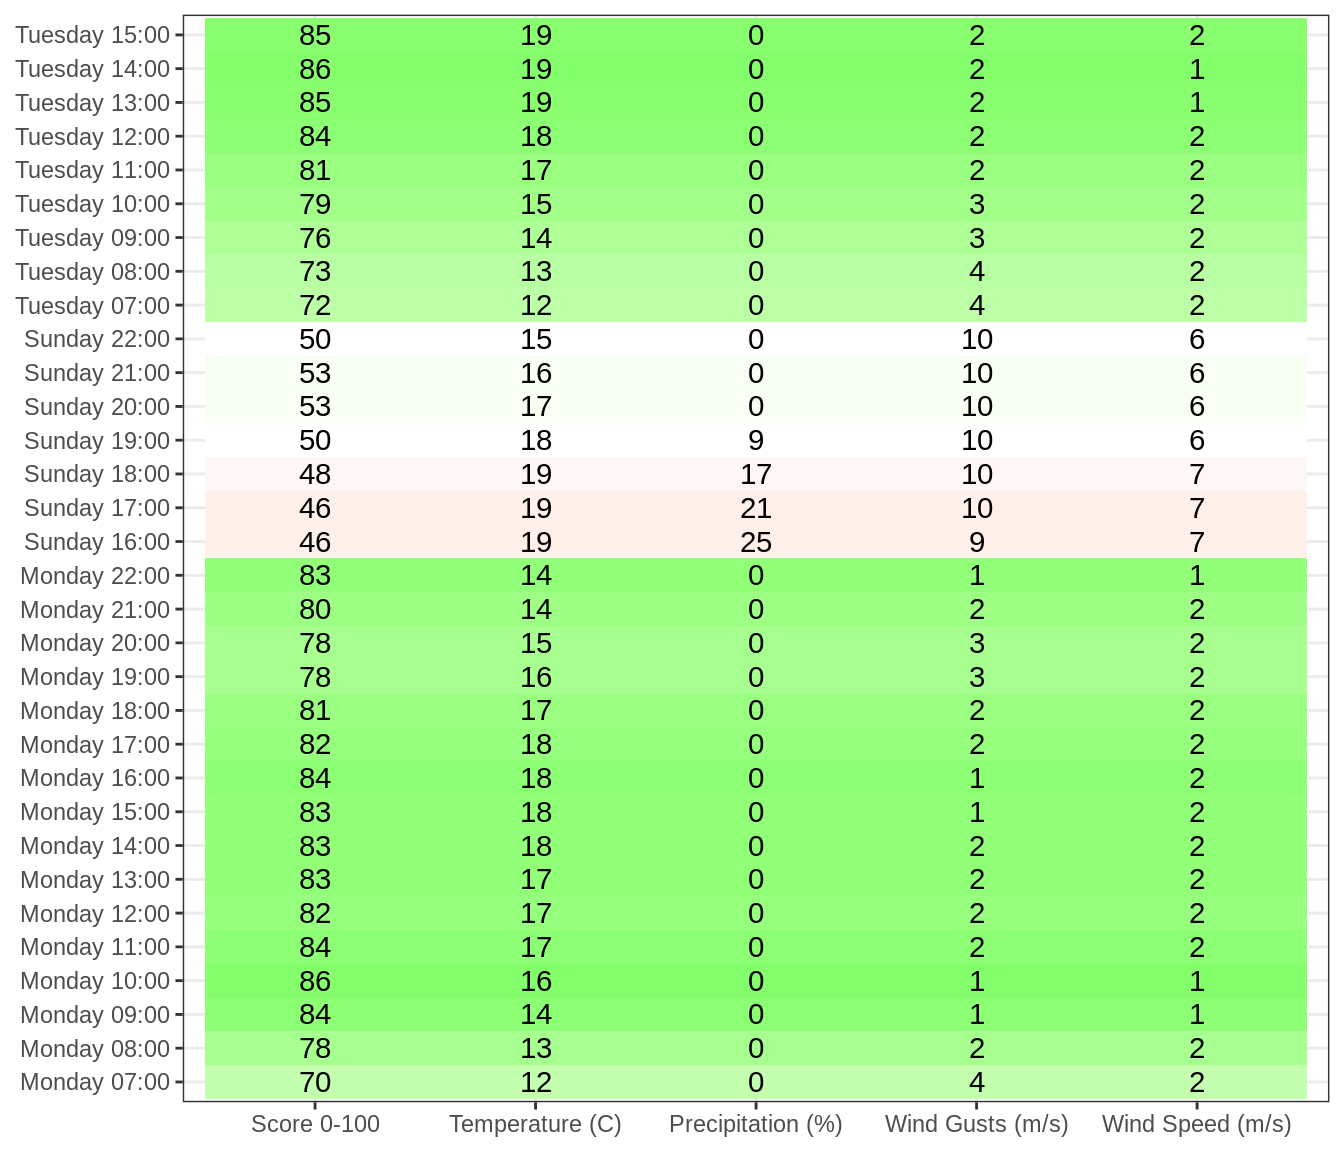 Tuesday 15:00 85 19 0 2 2
Tuesday 14:00 86 19 0 2 1
Tuesday 13:00 85 19 0 2 1
Tuesday 12:00 84 18 0 2 2
Tuesday 11:00 81 17 0 2 2
Tuesday 10:00 79 15 0 3 2
Tuesday 09:00 76 14 0 3 2
Tuesday 08:00 73 13 0 4 2
Tuesday 07:00 72 12 0 4 2
Sunday 22:00 50 15 0 10 6
Sunday 21:00 53 16 0 10 6
Sunday 20:00 53 17 0 10 6
Sunday 19:00 50 18 9 10 6
Sunday 18:00 48 19 17 10 7
Sunday 17:00 46 19 21 10 7
Sunday 16:00 46 19 25 9 7
Monday 22:00 83 14 0 1 1
Monday 21:00 80 14 0 2 2
Monday 20:00 78 15 0 3 2
Monday 19:00 78 16 0 3 2
Monday 18:00 81 17 0 2 2
Monday 17:00 82 18 0 2 2
Monday 16:00 84 18 0 1 2
Monday 15:00 83 18 0 1 2
Monday 14:00 83 18 0 2 2
Monday 13:00 83 17 0 2 2
Monday 12:00 82 17 0 2 2
Monday 11:00 84 17 0 2 2
Monday 10:00 86 16 0 1 1
Monday 09:00 84 14 0 1 1
Monday 08:00 78 13 0 2 2
Monday 07:00 70 12 0 4 2
Score 0-100 Temperature (C) Precipitation (%) Wind Gusts (m/s) Wind Speed (m/s)